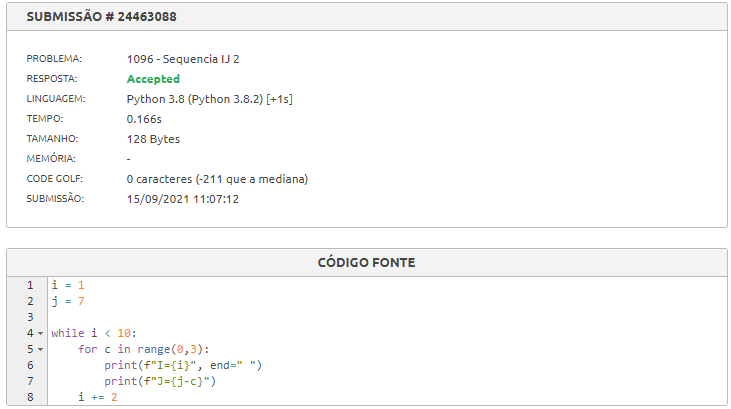 SUBMISSÃO # 24463088
PROBLEMA: 1096 - Sequencia IJ 2
RESPOSTA: Accepted
LINGUAGEM: Python 3.8 (Python 3.8.2) [+1s]
TEMPO: 0.166s
TAMANHO: 128 Bytes
MEMÓRIA: -
CODE GOLF: 0 caracteres (-211 que a mediana)
SUBMISSÃO: 15/09/2021 11:07:12
CÓDIGO FONTE
1 i = 1
2 j = 7
3
4 while i < 10:
5     for c in range(0,3):
6         print(f"I={i}", end=" ")
7         print(f"J={j-c}")
8     i += 2